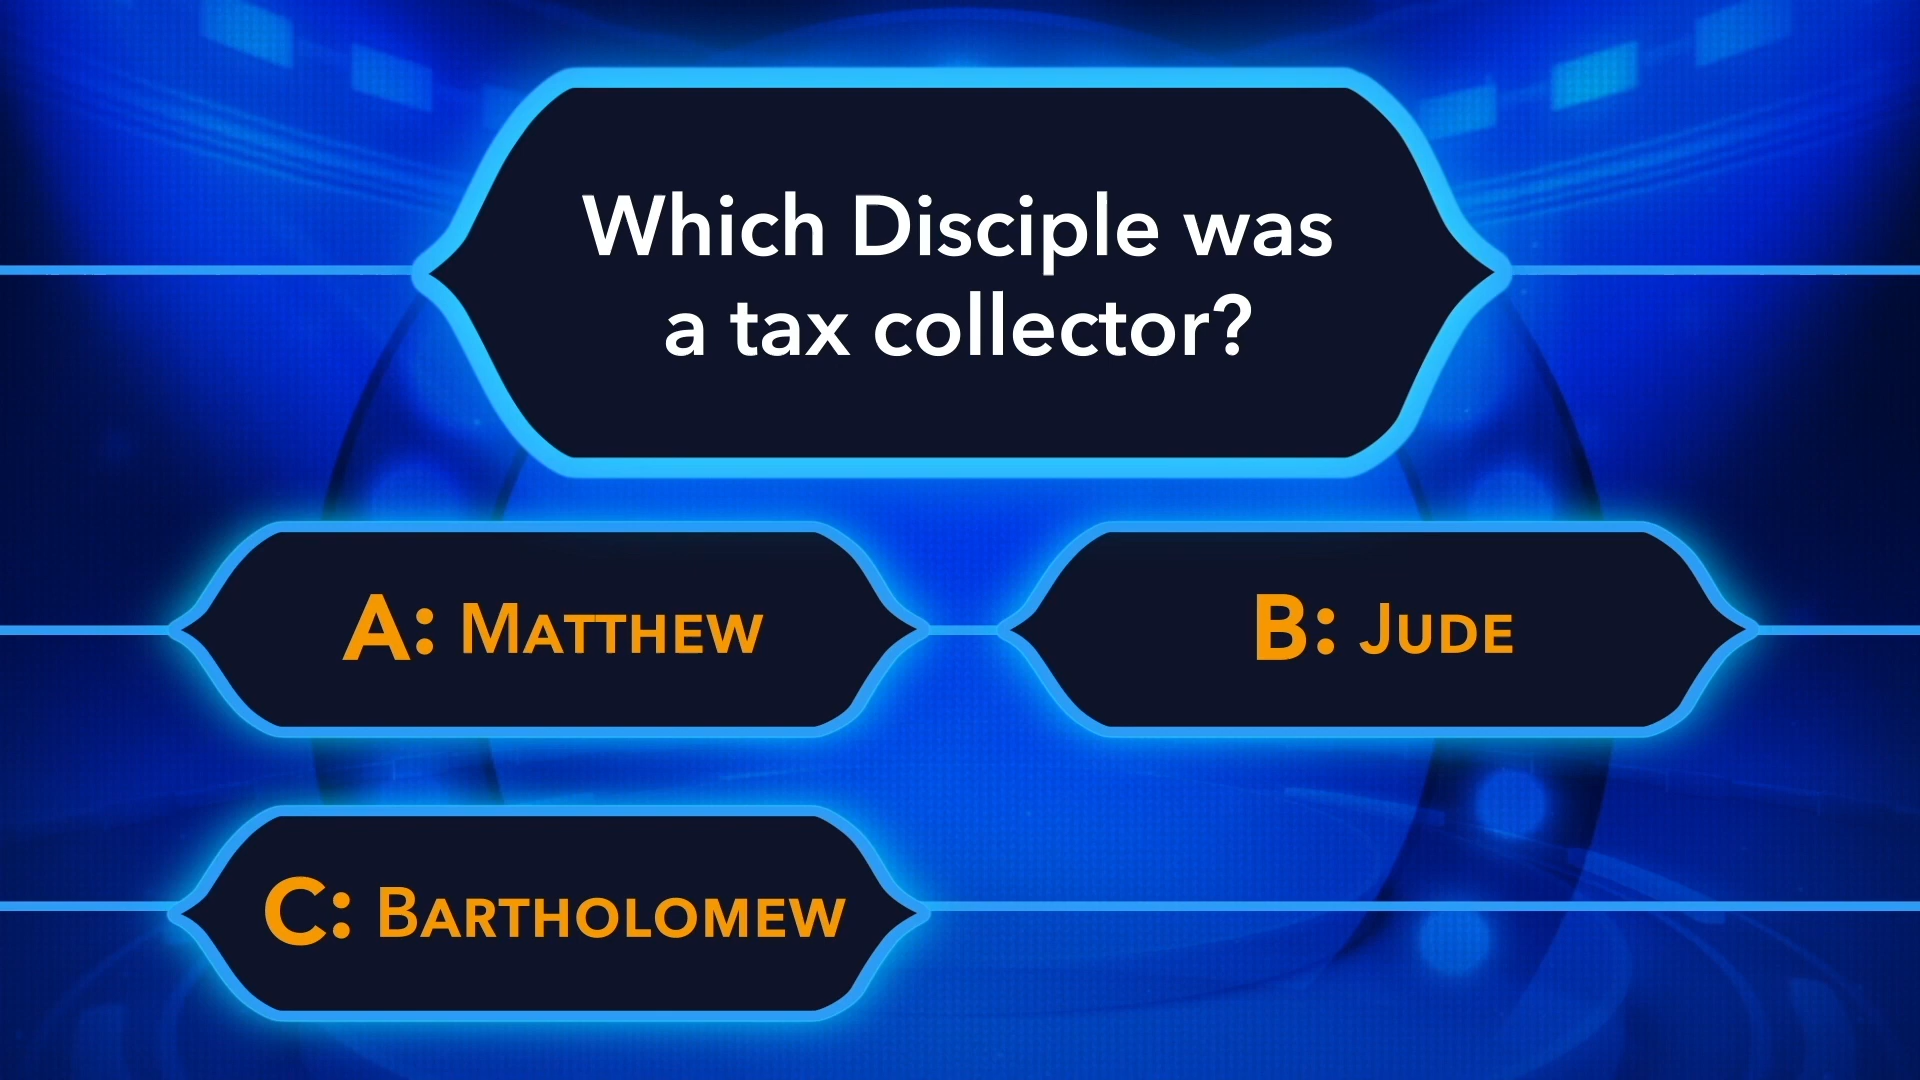 Which Disciple was
a tax collector?
A: Matthew
B: Jude
C: Bartholomew